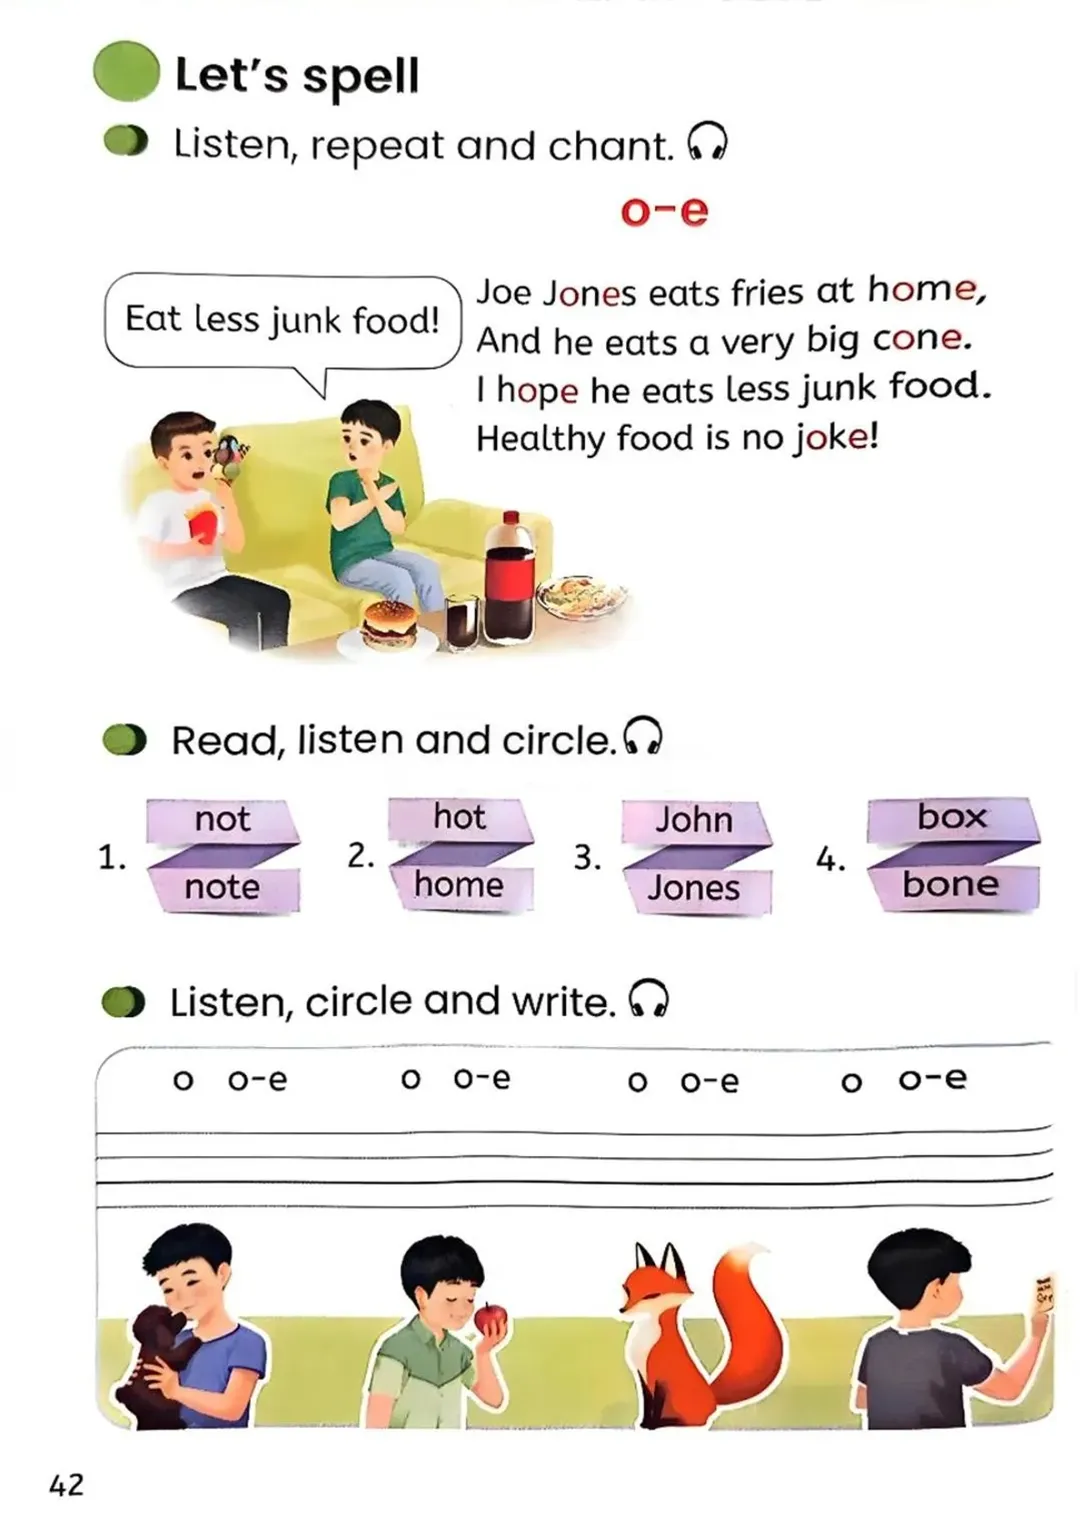 Let's spell
Listen, repeat and chant.
o-e
Eat less junk food!
Joe Jones eats fries at home,
And he eats a very big cone.
I hope he eats less junk food.
Healthy food is no joke!
Read, listen and circle.
1. not note
2. hot home
3. John Jones
4. box bone
Listen, circle and write.
o o-e o o-e o o-e o o-e
42